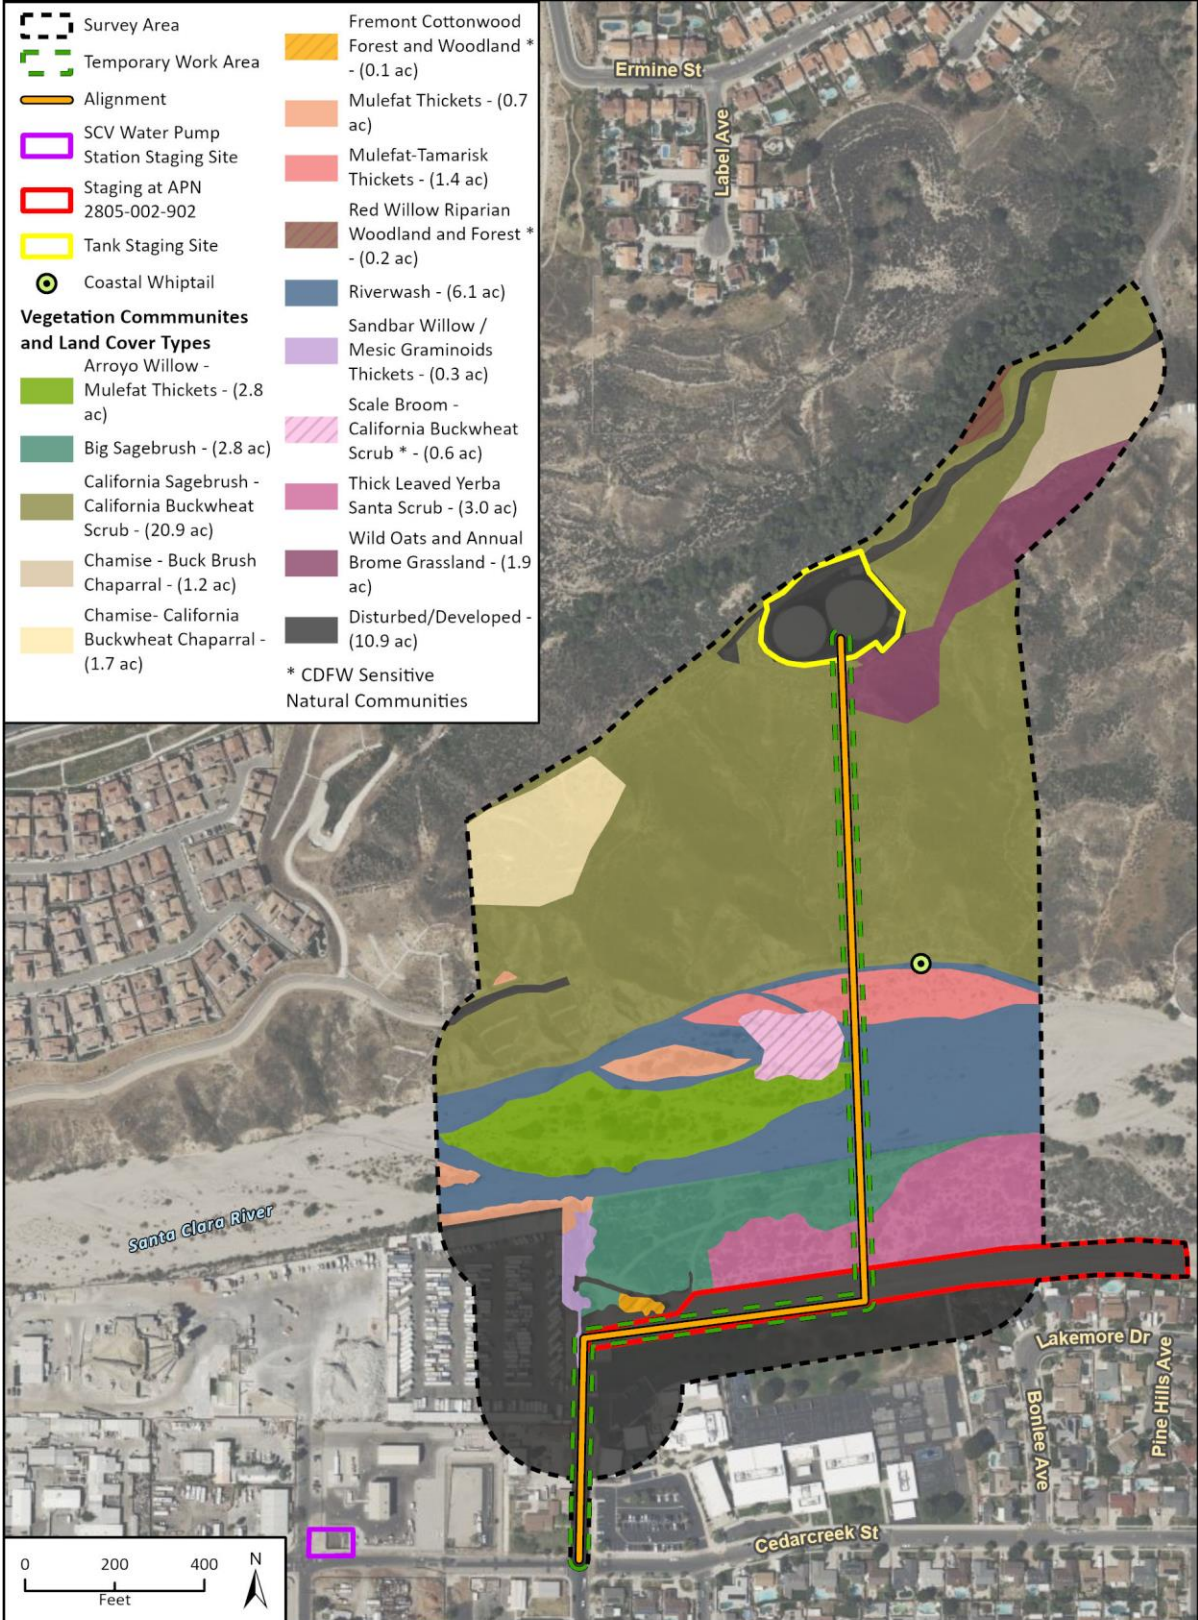 Survey Area
Temporary Work Area
Alignment
SCV Water Pump
Station Staging Site
Staging at APN
2805-002-902
Tank Staging Site
Coastal Whiptail
Vegetation Commmunites
and Land Cover Types
Arroyo Willow -
Mulefat Thickets - (2.8
ac)
Big Sagebrush - (2.8 ac)
California Sagebrush -
California Buckwheat
Scrub - (20.9 ac)
Chamise - Buck Brush
Chaparral - (1.2 ac)
Chamise- California
Buckwheat Chaparral -
(1.7 ac)
Fremont Cottonwood
Forest and Woodland *
- (0.1 ac)
Mulefat Thickets - (0.7
ac)
Mulefat-Tamarisk
Thickets - (1.4 ac)
Red Willow Riparian
Woodland and Forest *
- (0.2 ac)
Riverwash - (6.1 ac)
Sandbar Willow /
Mesic Graminoids
Thickets - (0.3 ac)
Scale Broom -
California Buckwheat
Scrub * - (0.6 ac)
Thick Leaved Yerba
Santa Scrub - (3.0 ac)
Wild Oats and Annual
Brome Grassland - (1.9
ac)
Disturbed/Developed -
(10.9 ac)
* CDFW Sensitive
Natural Communities
Ermine St
Label Ave
Santa Clara River
Lakemore Dr
Bonlee Ave
Pine Hills Ave
Cedarcreek St
0 200 400
Feet
N